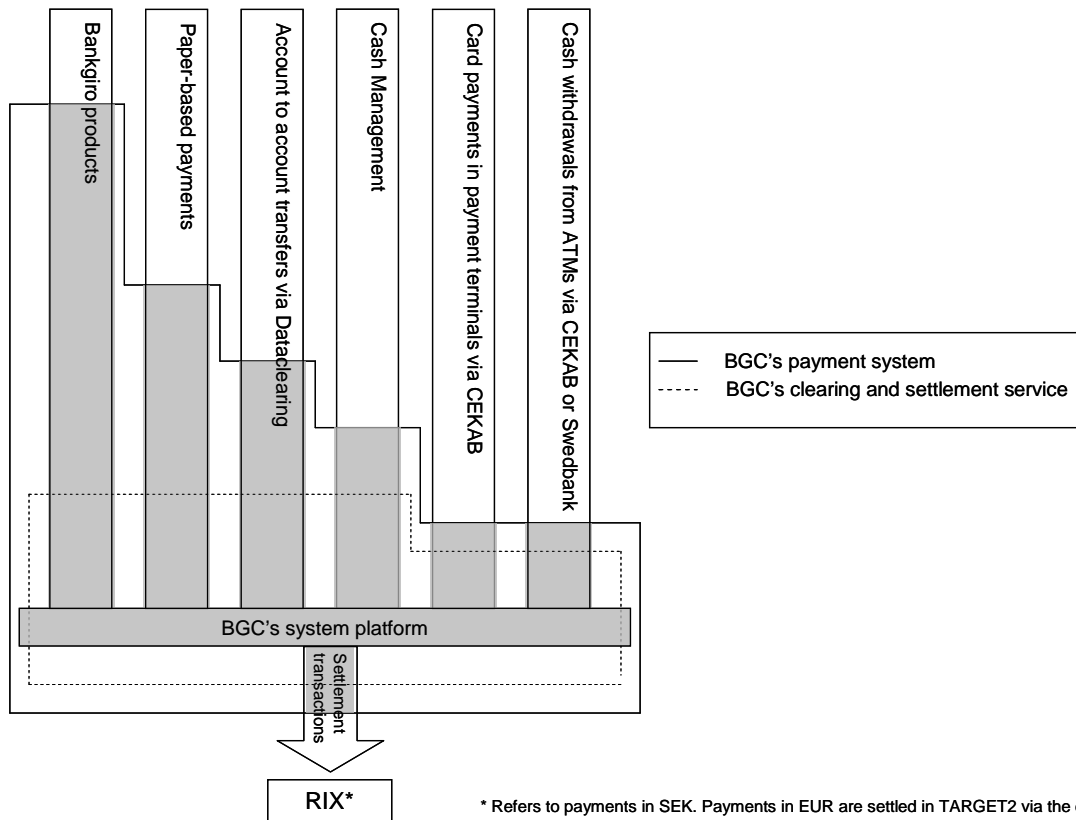 Bankgiro products
Paper-based payments
Account to account transfers via Dataclearing
Cash Management
Card payments in payment terminals via CEKAB
Cash withdrawals from ATMs via CEKAB or Swedbank
BGC's payment system
BGC's clearing and settlement service
BGC's system platform
Settlement
transactions
RIX*
* Refers to payments in SEK. Payments in EUR are settled in TARGET2 via the